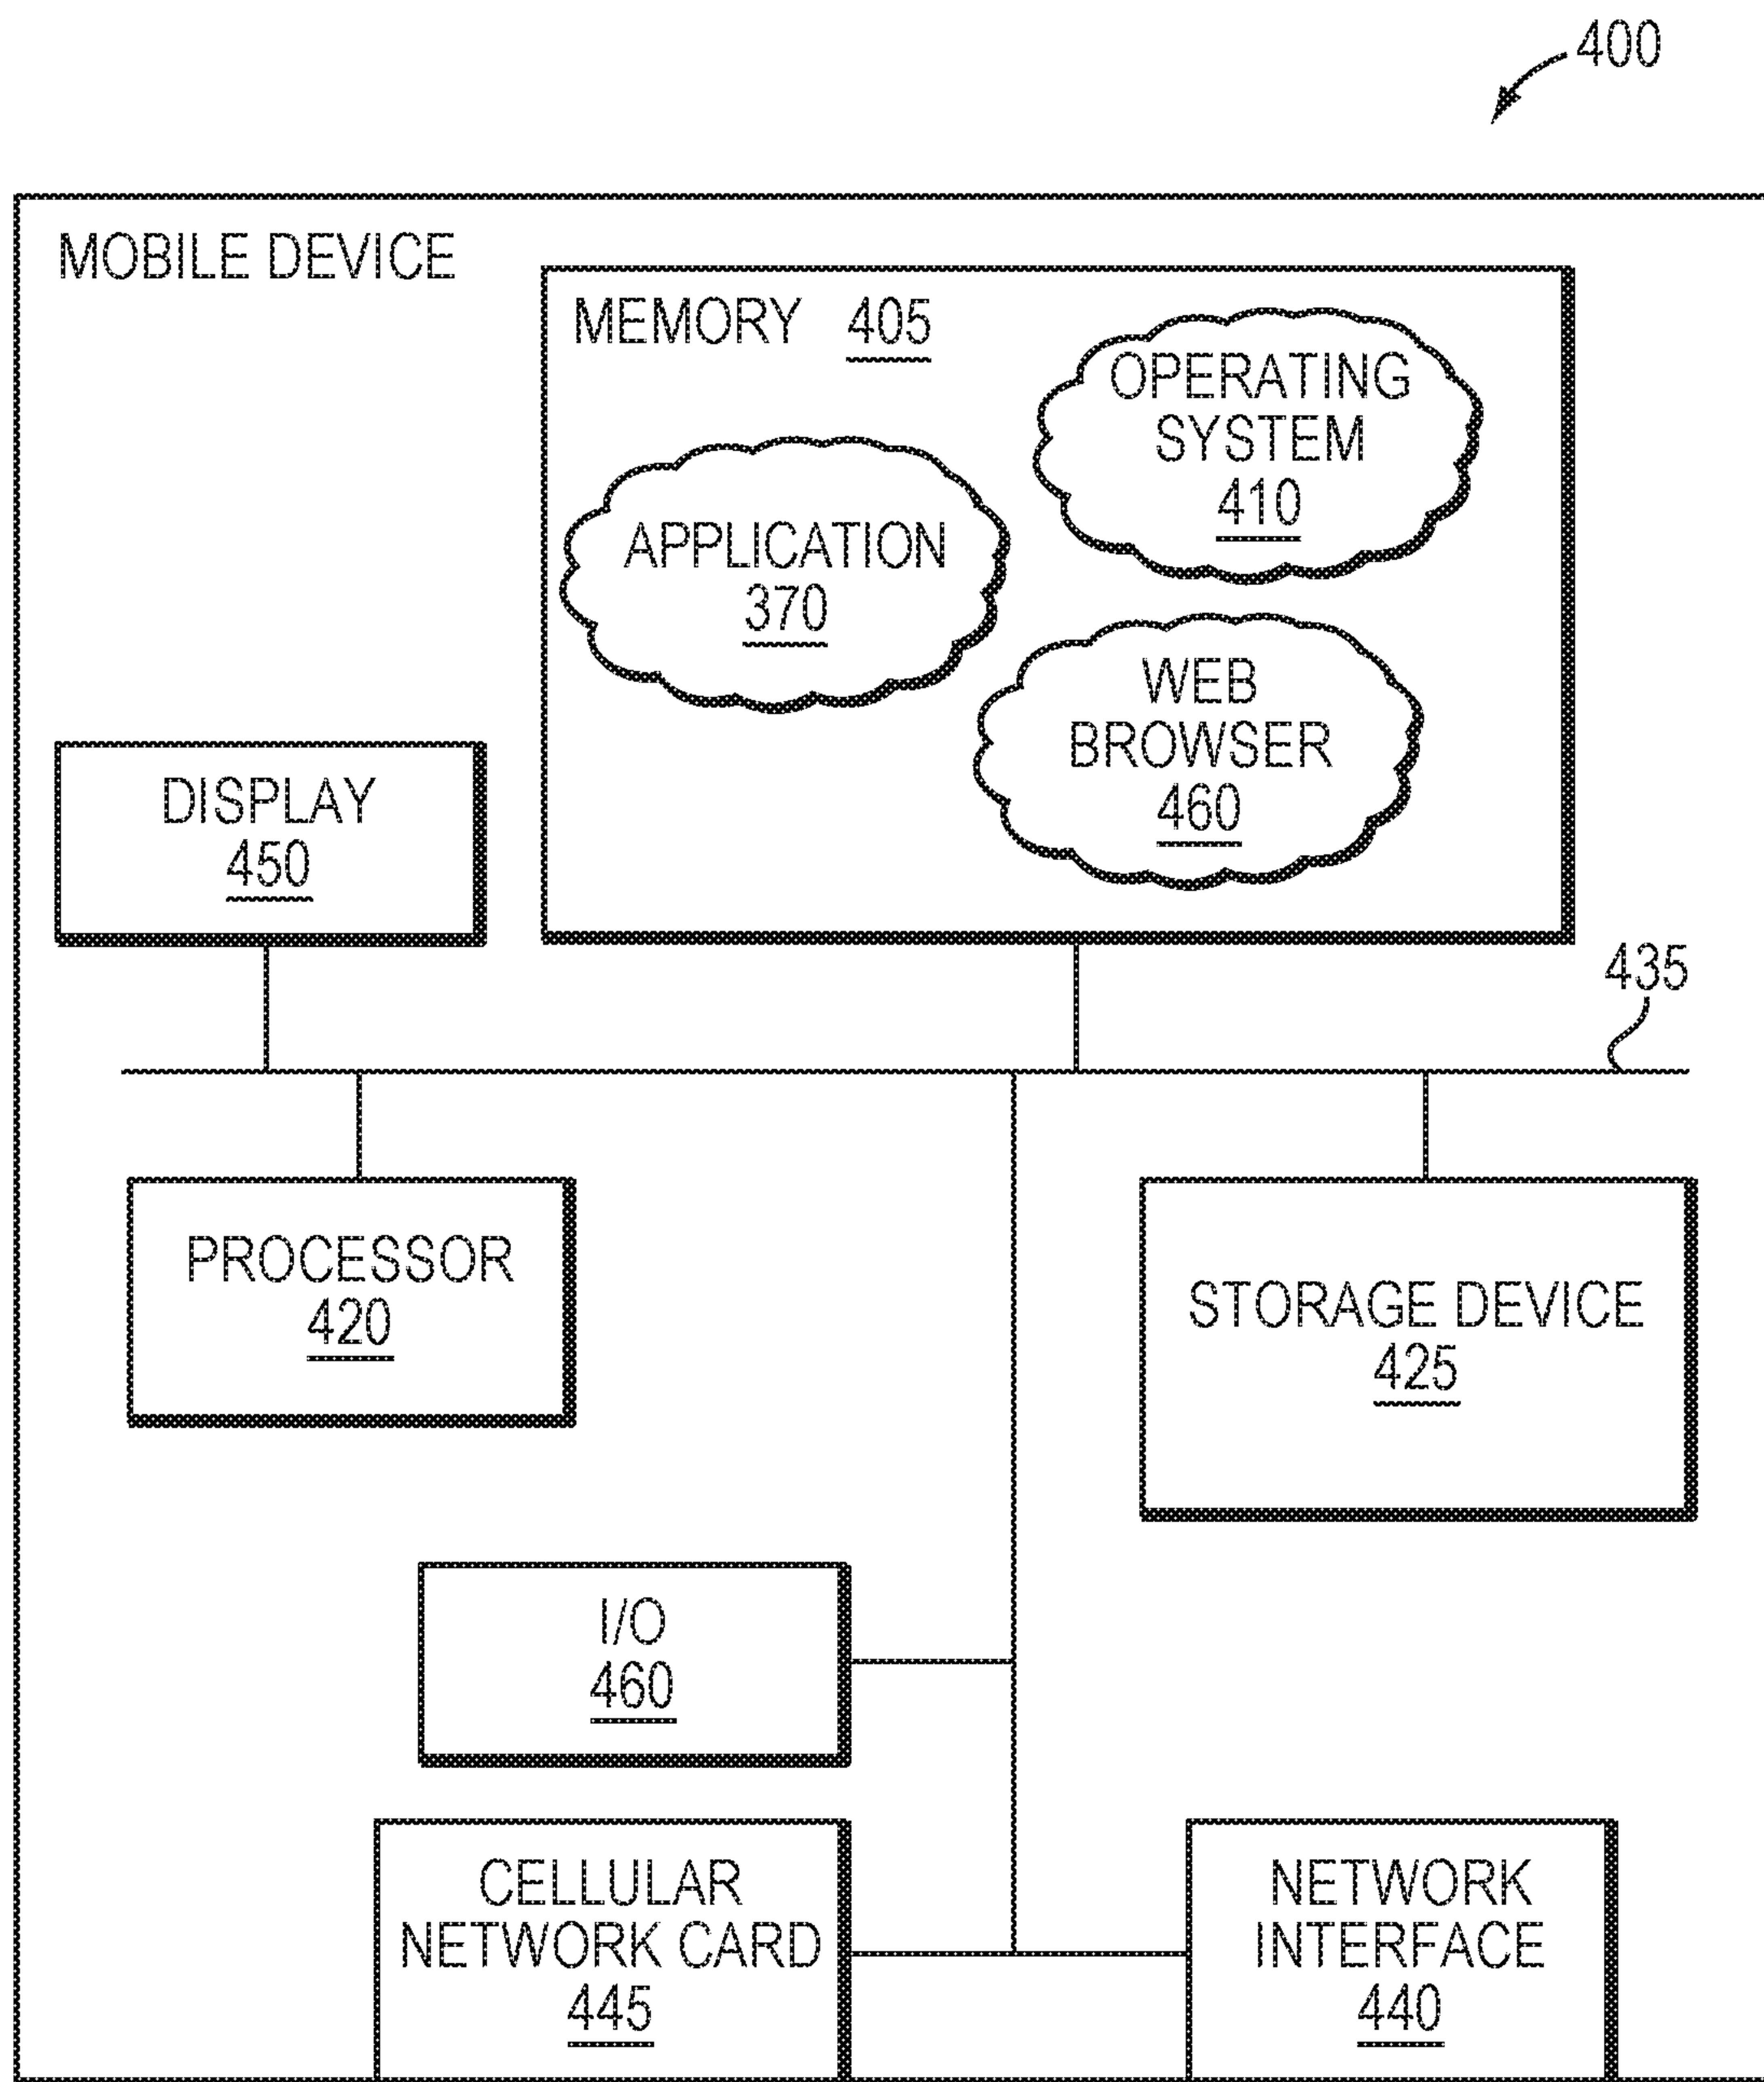 400
MOBILE DEVICE
MEMORY 405
OPERATING
SYSTEM
410
APPLICATION
370
WEB
BROWSER
460
DISPLAY
450
435
PROCESSOR
420
STORAGE DEVICE
425
I/O
460
CELLULAR
NETWORK CARD
445
NETWORK
INTERFACE
440